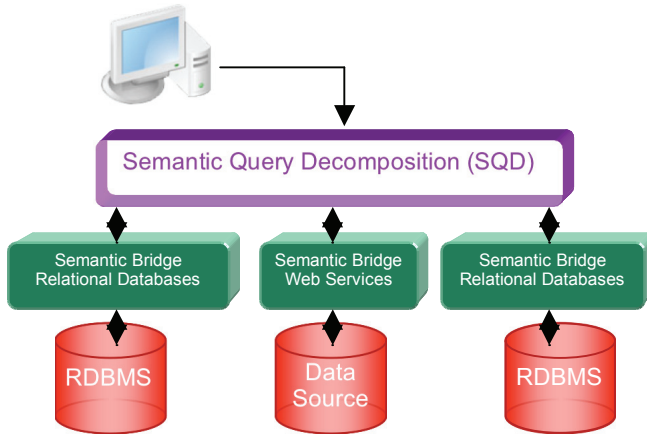 Semantic Query Decomposition (SQD)
Semantic Bridge
Relational Databases
Semantic Bridge
Web Services
Semantic Bridge
Relational Databases
RDBMS
Data
Source
RDBMS